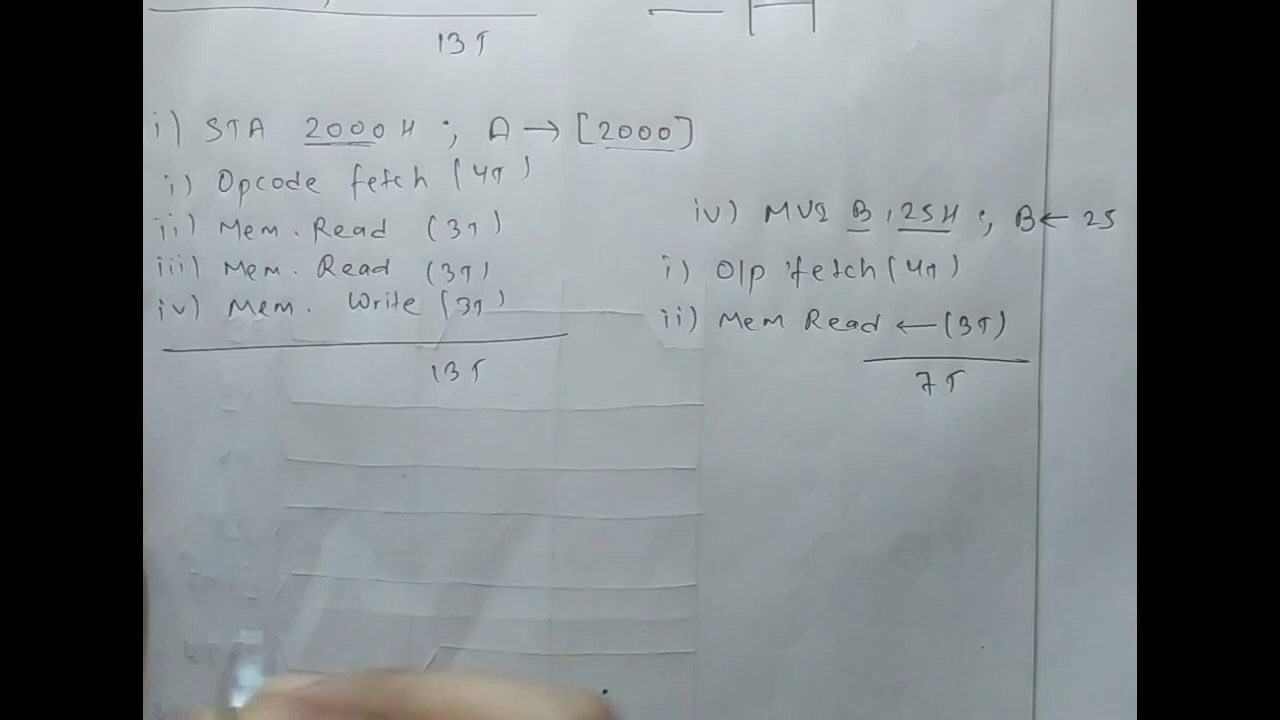 13T
i) STA 2000H ; A → [2000]
i) Opcode fetch (4T)
ii) Mem. Read (3T)
iii) Mem. Read (3T)
iv) Mem. Write (3T)
13T
iv) MVI B, 25H ; B ← 25
i) O/p fetch (4T)
ii) Mem Read ← (3T)
7T